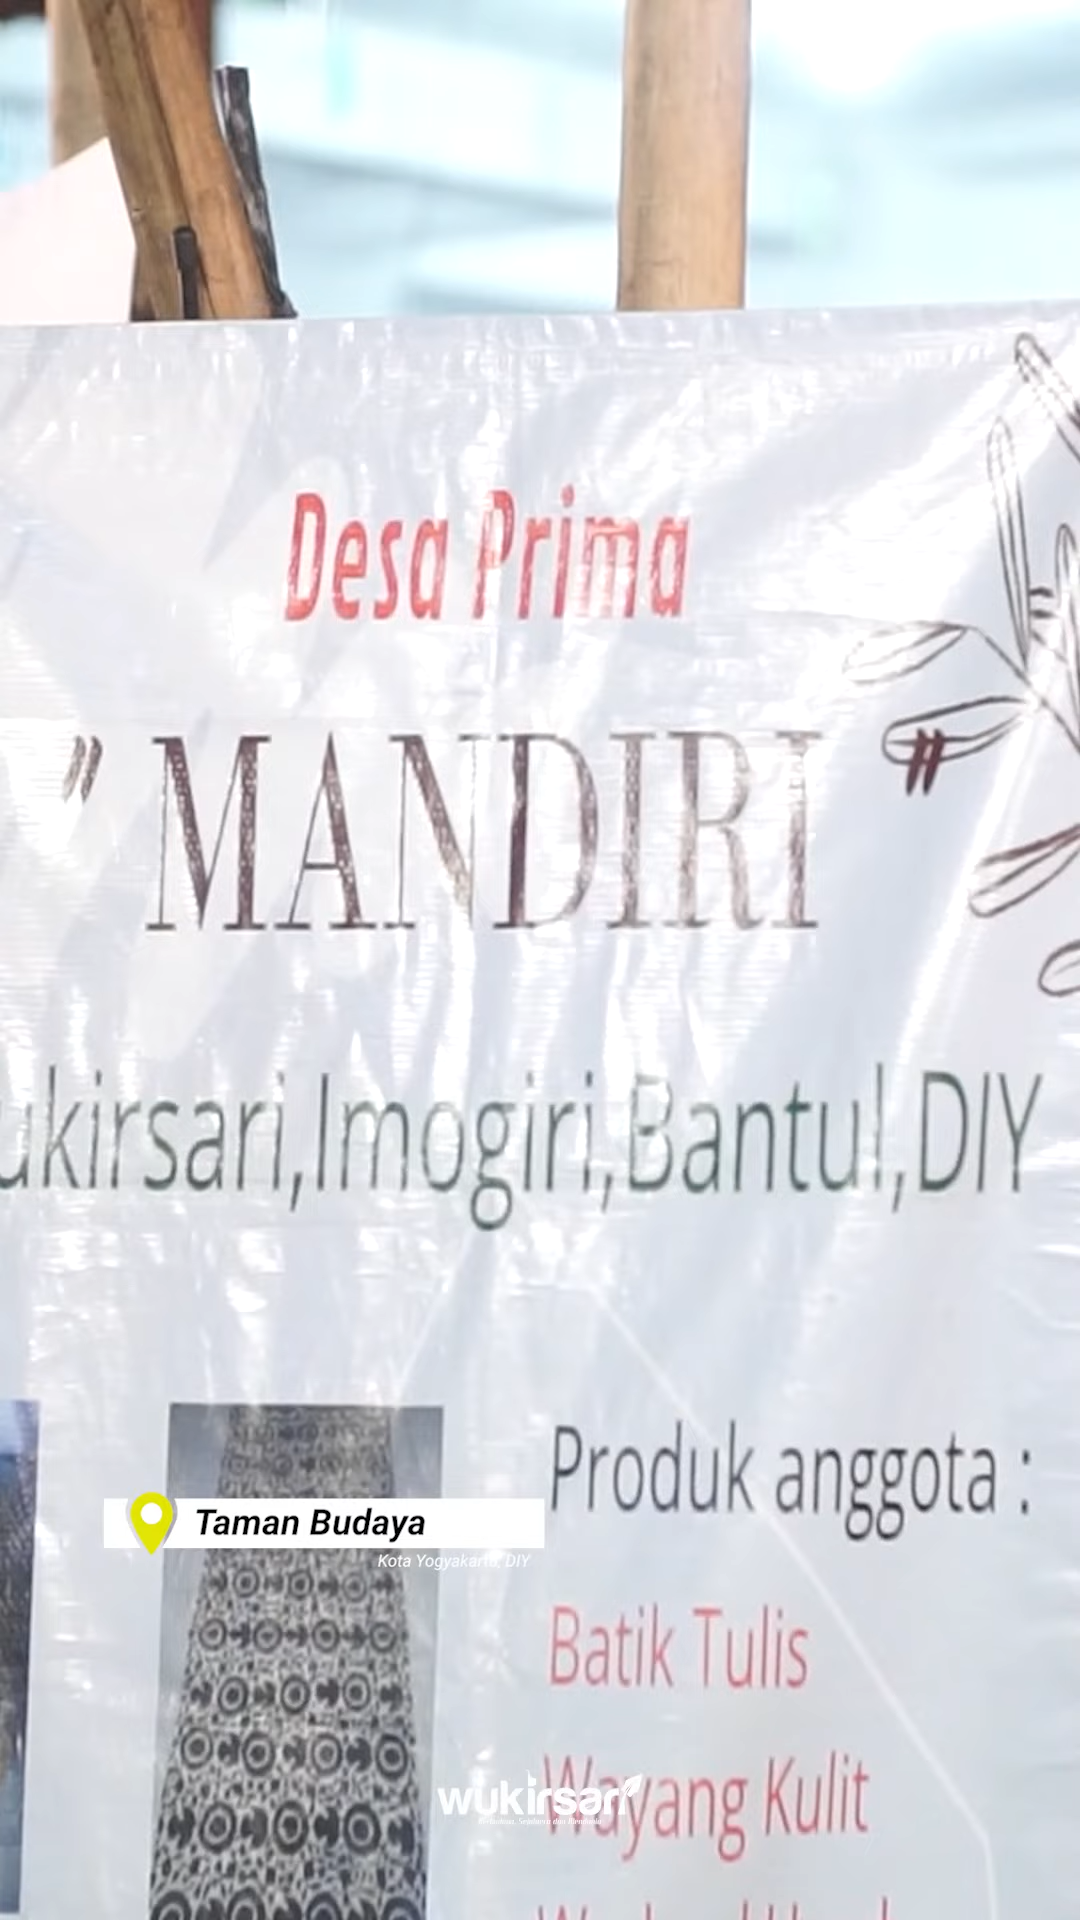 Desa Prima
" MANDIRI "
ukirsari,Imogiri,Bantul,DIY
Produk anggota :
Taman Budaya
Kota Yogyakarta, DIY
Batik Tulis
Wayang Kulit
wukirsari